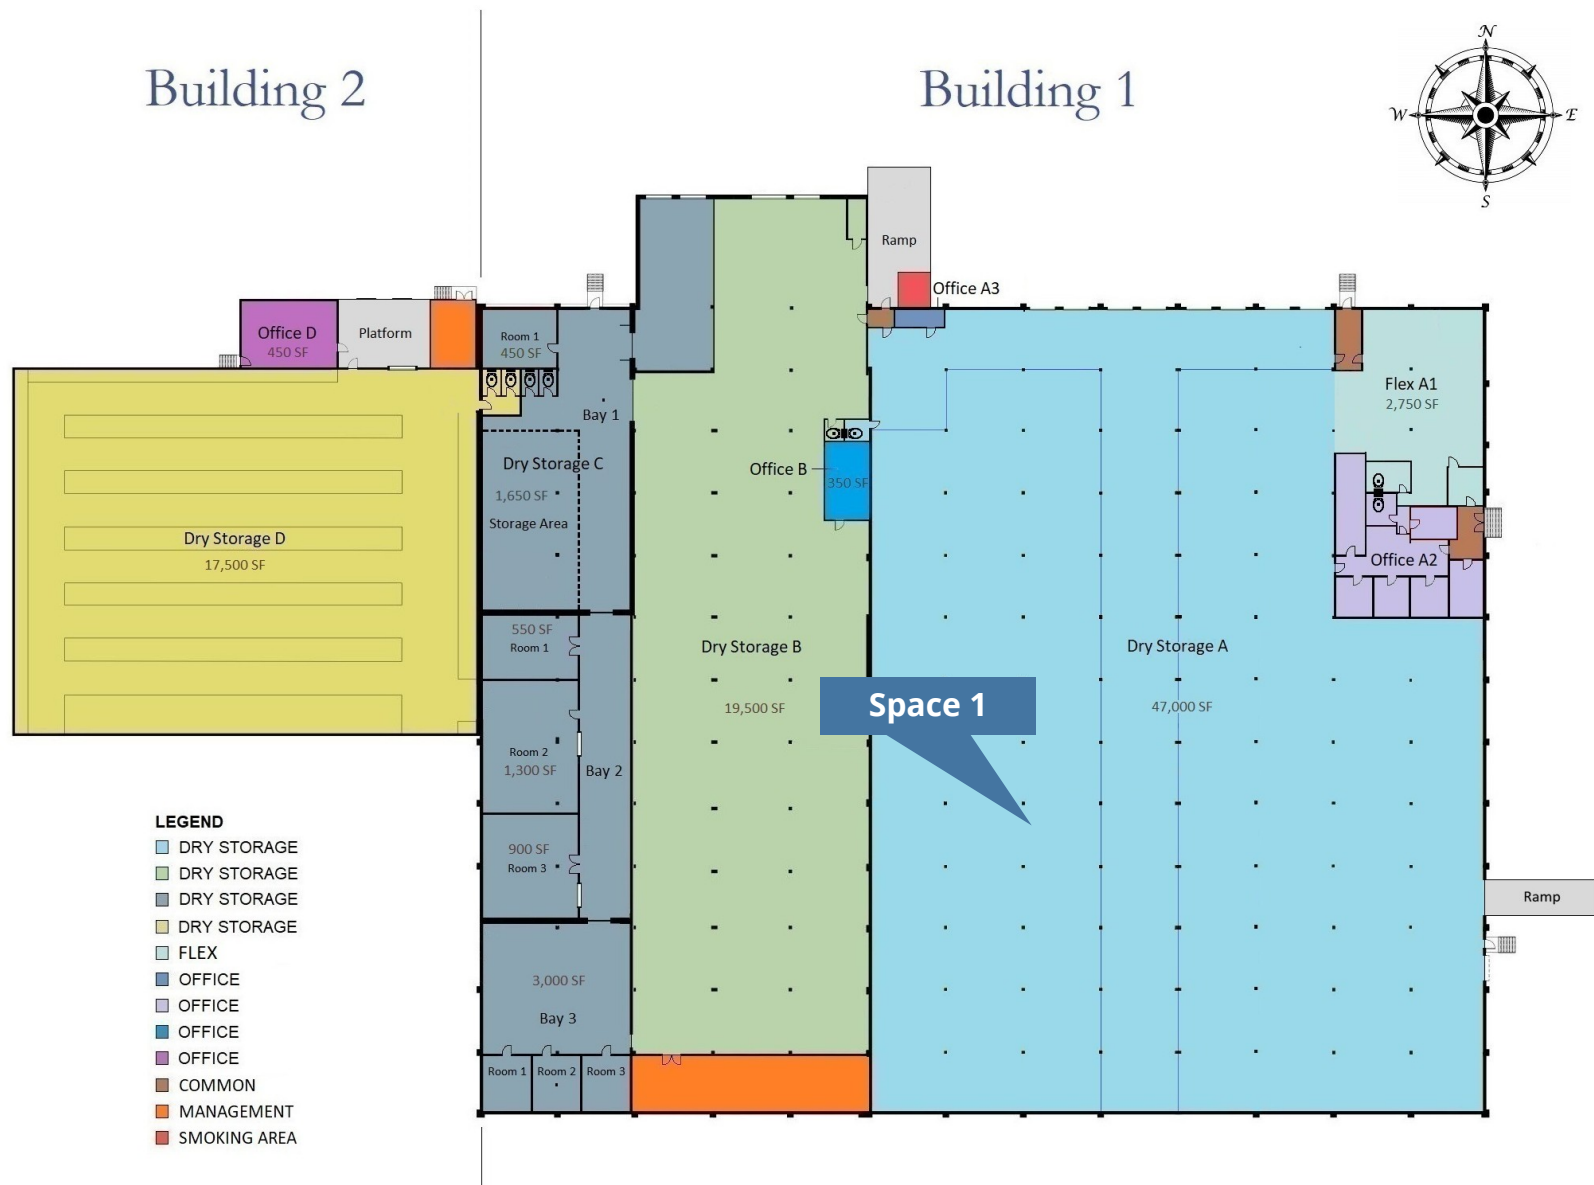 Building 2
Building 1
N
W
E
S
Ramp
Office A3
Office D
450 SF
Platform
Room 1
450 SF
Bay 1
Flex A1
2,750 SF
Dry Storage C
1,650 SF
Storage Area
Office B
350 SF
Dry Storage D
17,500 SF
Office A2
550 SF
Room 1
Dry Storage B
19,500 SF
Dry Storage A
47,000 SF
Space 1
Room 2
1,300 SF
Bay 2
900 SF
Room 3
Ramp
3,000 SF
Bay 3
Room 1
Room 2
Room 3
LEGEND
DRY STORAGE
DRY STORAGE
DRY STORAGE
DRY STORAGE
FLEX
OFFICE
OFFICE
OFFICE
OFFICE
COMMON
MANAGEMENT
SMOKING AREA